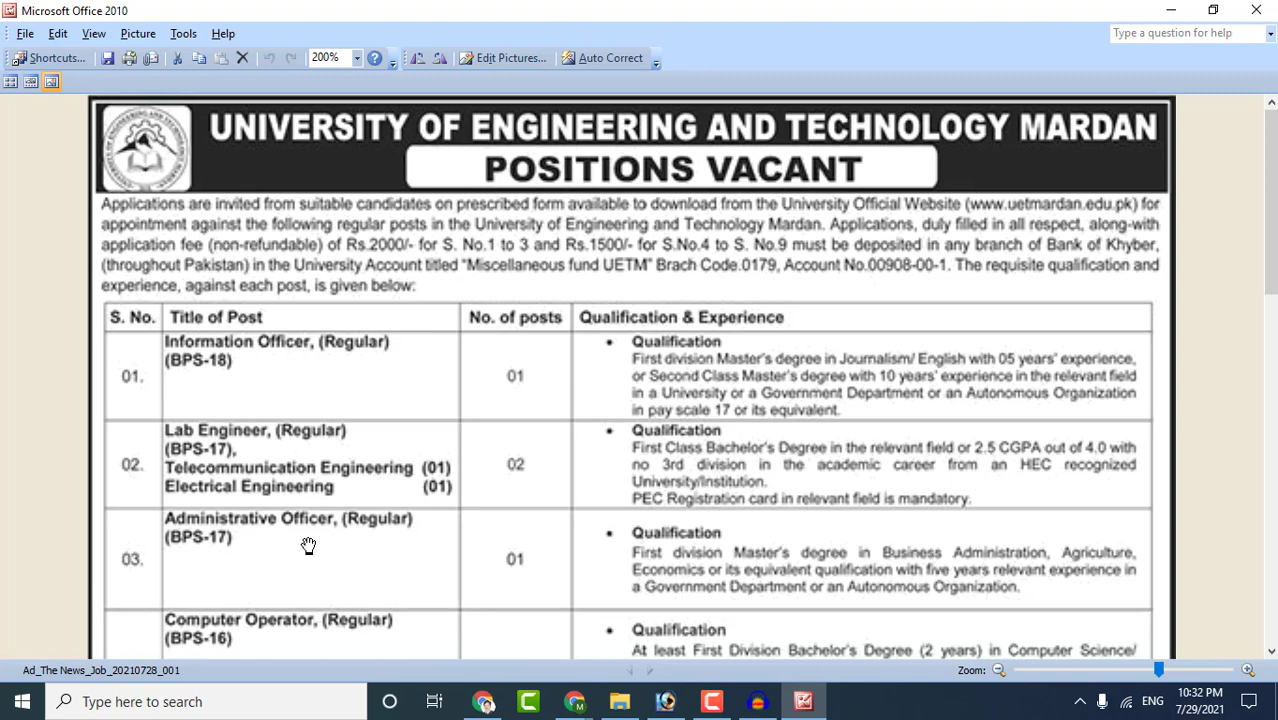 Microsoft Office 2010
File Edit View Picture Tools Help
Type a question for help
Shortcuts... 200% Edit Pictures... Auto Correct
UNIVERSITY OF ENGINEERING AND TECHNOLOGY MARDAN
POSITIONS VACANT
Applications are invited from suitable candidates on prescribed form available to download from the University Official Website (www.uetmardan.edu.pk) for
appointment against the following regular posts in the University of Engineering and Technology Mardan. Applications, duly filled in all respect, along-with
application fee (non-refundable) of Rs.2000/- for S. No.1 to 3 and Rs.1500/- for S.No.4 to S. No.9 must be deposited in any branch of Bank of Khyber,
(throughout Pakistan) in the University Account titled "Miscellaneous fund UETM" Brach Code.0179, Account No.00908-00-1. The requisite qualification and
experience, against each post, is given below:
S. No. Title of Post No. of posts Qualification & Experience
01.
Information Officer, (Regular)
(BPS-18)
01
• Qualification
First division Master's degree in Journalism/ English with 05 years' experience,
or Second Class Master's degree with 10 years' experience in the relevant field
in a University or a Government Department or an Autonomous Organization
in pay scale 17 or its equivalent.
02.
Lab Engineer, (Regular)
(BPS-17),
Telecommunication Engineering (01)
Electrical Engineering (01)
02
• Qualification
First Class Bachelor's Degree in the relevant field or 2.5 CGPA out of 4.0 with
no 3rd division in the academic career from an HEC recognized
University/Institution.
PEC Registration card in relevant field is mandatory.
03.
Administrative Officer, (Regular)
(BPS-17)
01
• Qualification
First division Master's degree in Business Administration, Agriculture,
Economics or its equivalent qualification with five years relevant experience in
a Government Department or an Autonomous Organization.
Computer Operator, (Regular)
(BPS-16)
• Qualification
At least First Division Bachelor's Degree (2 years) in Computer Science/
Ad_The News_Job_20210728_001
Zoom:
Type here to search
ENG
10:32 PM
7/29/2021